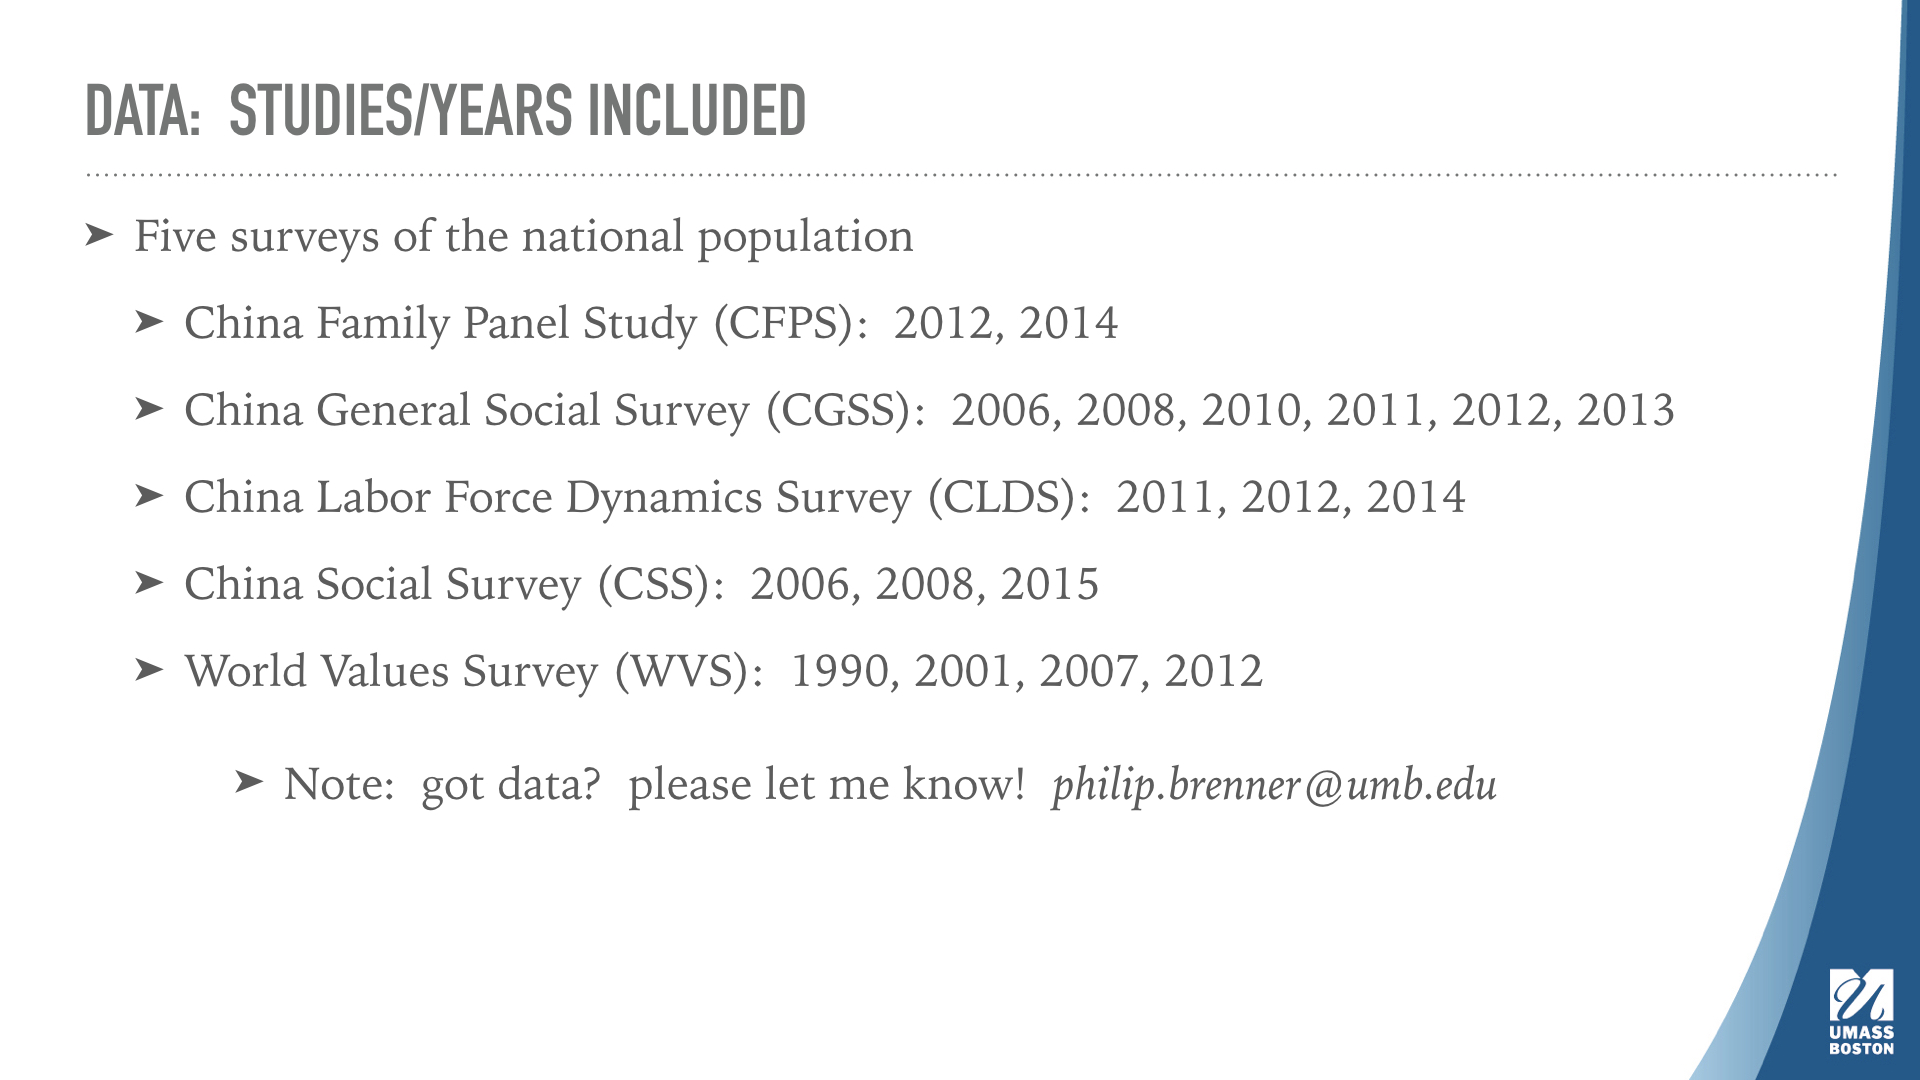 DATA: STUDIES/YEARS INCLUDED
➤ Five surveys of the national population
➤ China Family Panel Study (CFPS): 2012, 2014
➤ China General Social Survey (CGSS): 2006, 2008, 2010, 2011, 2012, 2013
➤ China Labor Force Dynamics Survey (CLDS): 2011, 2012, 2014
➤ China Social Survey (CSS): 2006, 2008, 2015
➤ World Values Survey (WVS): 1990, 2001, 2007, 2012
➤ Note: got data? please let me know! philip.brenner@umb.edu
UMASS
BOSTON